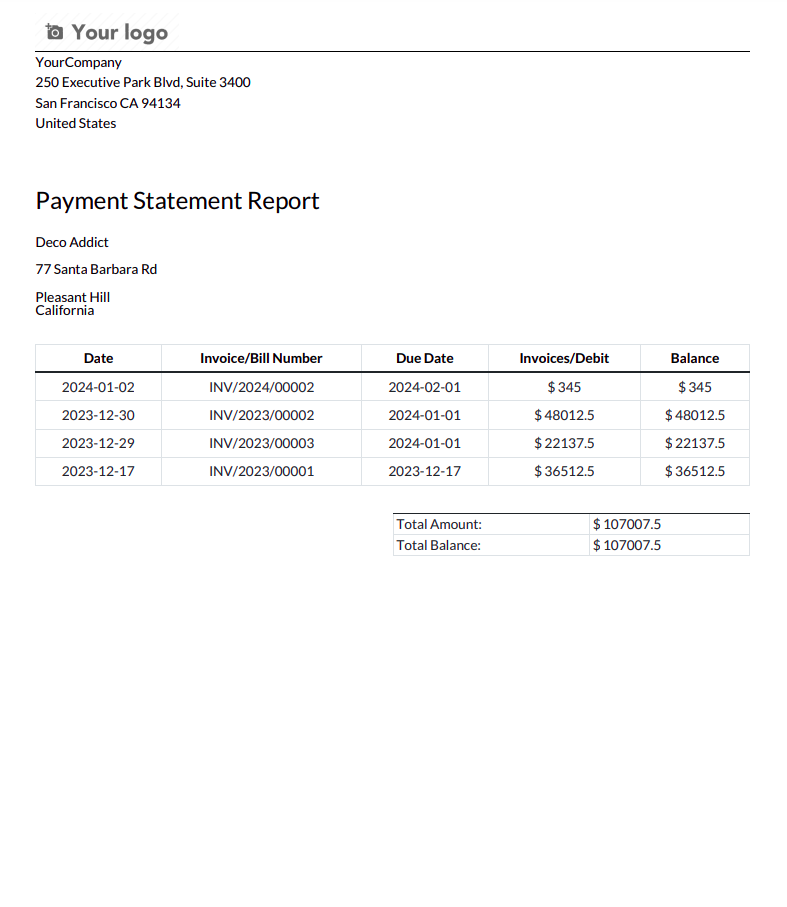 Your logo
YourCompany
250 Executive Park Blvd, Suite 3400
San Francisco CA 94134
United States
Payment Statement Report
Deco Addict
77 Santa Barbara Rd
Pleasant Hill
California
Date Invoice/Bill Number Due Date Invoices/Debit Balance
2024-01-02 INV/2024/00002 2024-02-01 $ 345 $ 345
2023-12-30 INV/2023/00002 2024-01-01 $ 48012.5 $ 48012.5
2023-12-29 INV/2023/00003 2024-01-01 $ 22137.5 $ 22137.5
2023-12-17 INV/2023/00001 2023-12-17 $ 36512.5 $ 36512.5
Total Amount: $ 107007.5
Total Balance: $ 107007.5